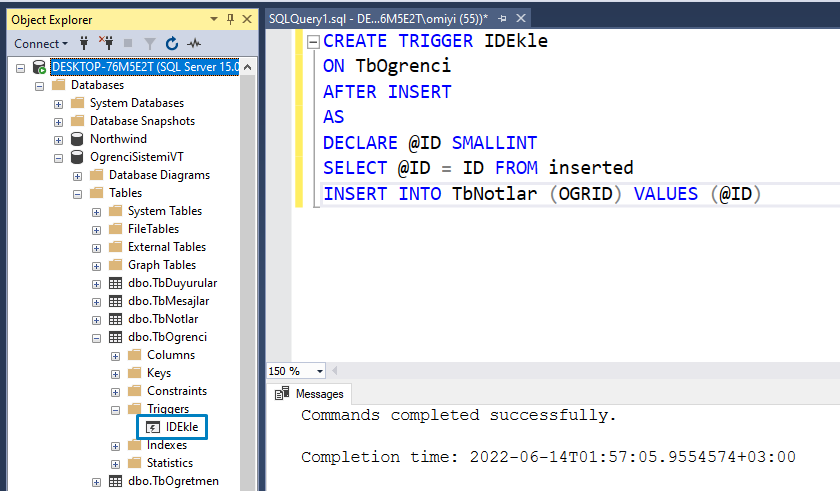 Object Explorer
Connect
DESKTOP-76M5E2T (SQL Server 15.0
Databases
System Databases
Database Snapshots
Northwind
OgrenciSistemiVT
Database Diagrams
Tables
System Tables
FileTables
External Tables
Graph Tables
dbo.TbDuyurular
dbo.TbMesajlar
dbo.TbNotlar
dbo.TbOgrenci
Columns
Keys
Constraints
Triggers
IDEkle
Indexes
Statistics
dbo.TbOgretmen
SQLQuery1.sql - DE...6M5E2T\omiyi (55))*
CREATE TRIGGER IDEkle
ON TbOgrenci
AFTER INSERT
AS
DECLARE @ID SMALLINT
SELECT @ID = ID FROM inserted
INSERT INTO TbNotlar (OGRID) VALUES (@ID)
150 %
Messages
Commands completed successfully.
Completion time: 2022-06-14T01:57:05.9554574+03:00